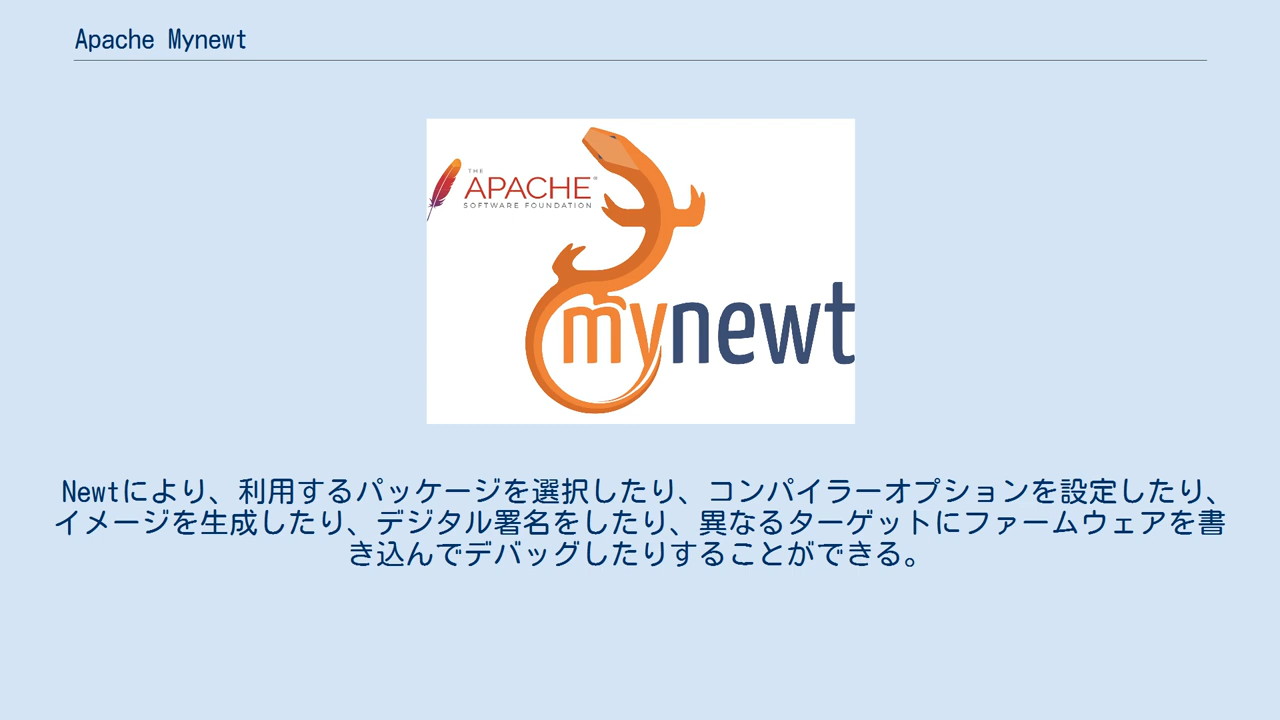 Apache Mynewt
THE
APACHE
SOFTWARE FOUNDATION
mynewt
Newtにより、利用するパッケージを選択したり、コンパイラーオプションを設定したり、
イメージを生成したり、デジタル署名をしたり、異なるターゲットにファームウェアを書
き込んでデバッグしたりすることができる。